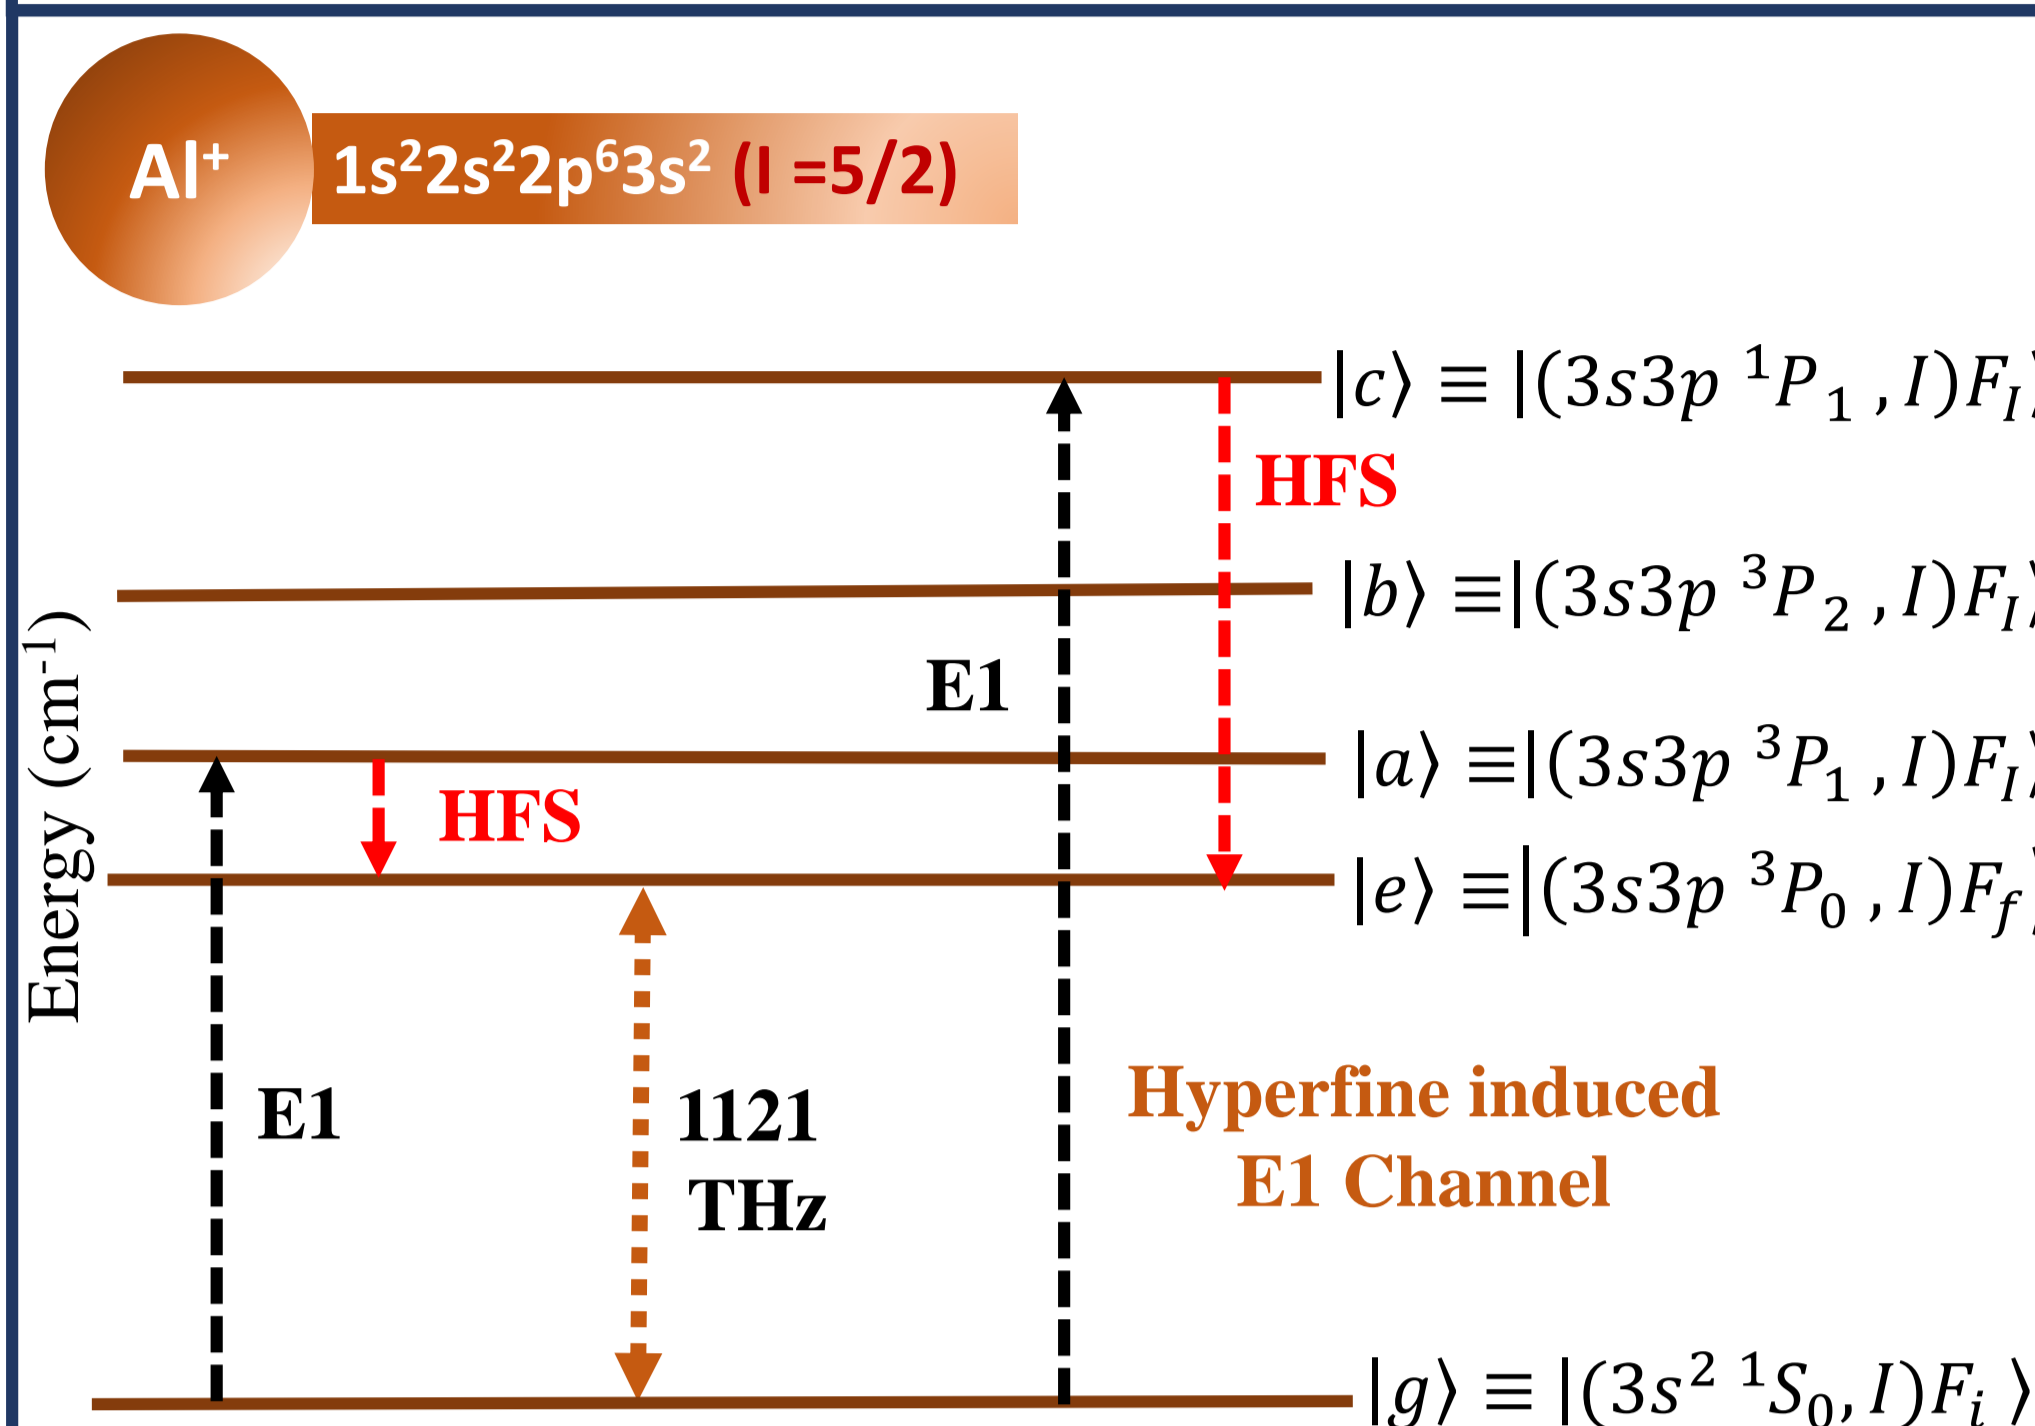 Al⁺
1s²2s²2p⁶3s² (I =5/2)
|c⟩ ≡ |(3s3p ¹P₁ , I)F_I⟩
HFS
|b⟩ ≡|(3s3p ³P₂ , I)F_I⟩
E1
|a⟩ ≡|(3s3p ³P₁ , I)F_I⟩
HFS
|e⟩ ≡|(3s3p ³P₀ , I)F_f⟩
Energy (cm⁻¹)
E1
1121
THz
Hyperfine induced
E1 Channel
|g⟩ ≡ |(3s² ¹S₀, I)F_i ⟩